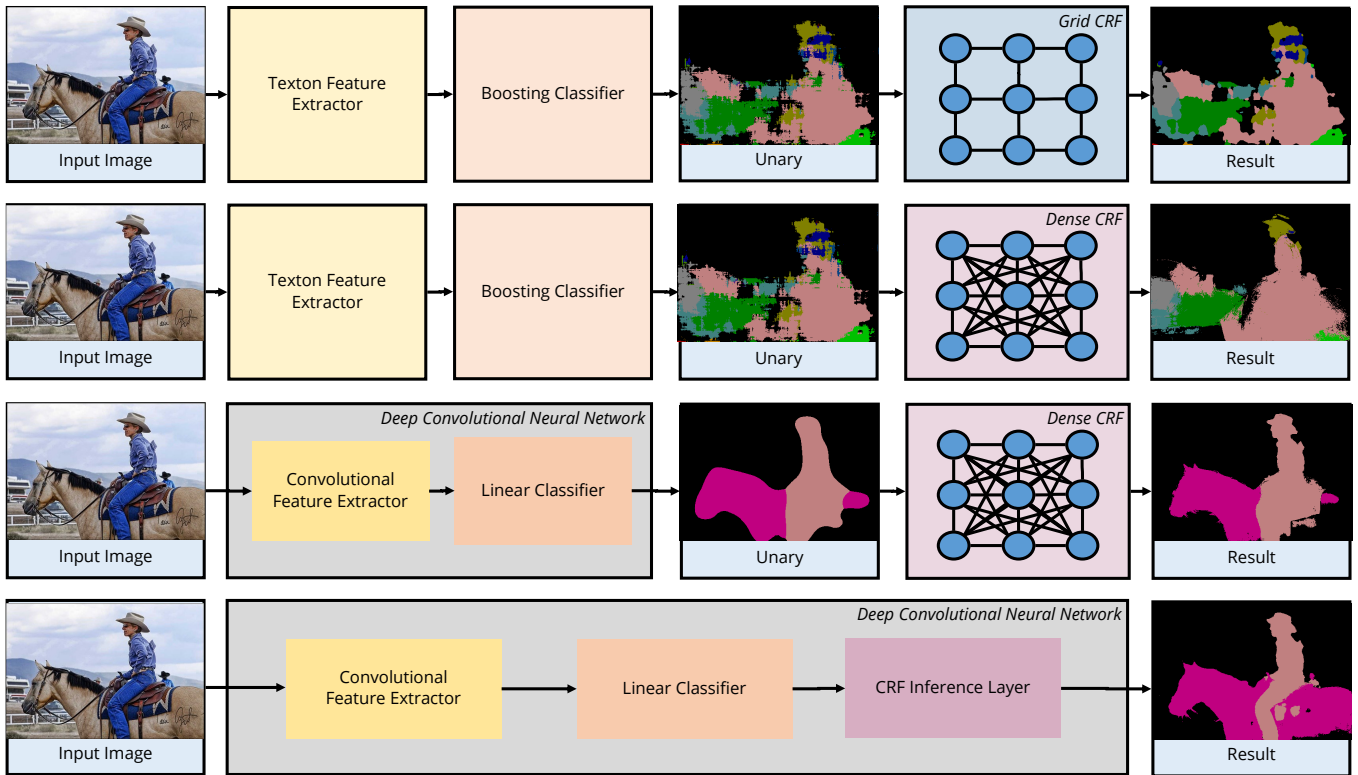 Grid CRF
Texton Feature
Extractor
Boosting Classifier
Input Image
Unary
Result
Dense CRF
Texton Feature
Extractor
Boosting Classifier
Input Image
Unary
Result
Deep Convolutional Neural Network
Dense CRF
Convolutional
Feature Extractor
Linear Classifier
Input Image
Unary
Result
Deep Convolutional Neural Network
Convolutional
Feature Extractor
Linear Classifier
CRF Inference Layer
Input Image
Result